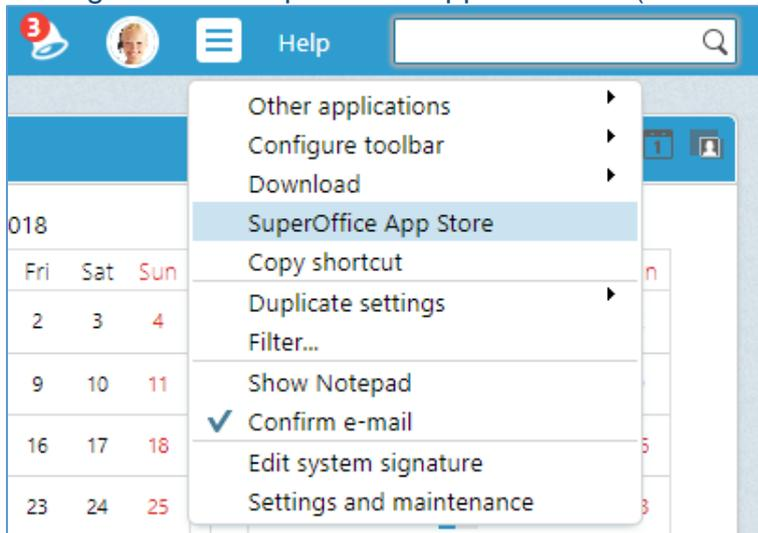 3
Help
Other applications
Configure toolbar
1
Download
018
SuperOffice App Store
Fri Sat Sun
Copy shortcut
n
2 3 4
Duplicate settings
Filter...
9 10 11
Show Notepad
Confirm e-mail
16 17 18
Edit system signature
23 24 25
Settings and maintenance